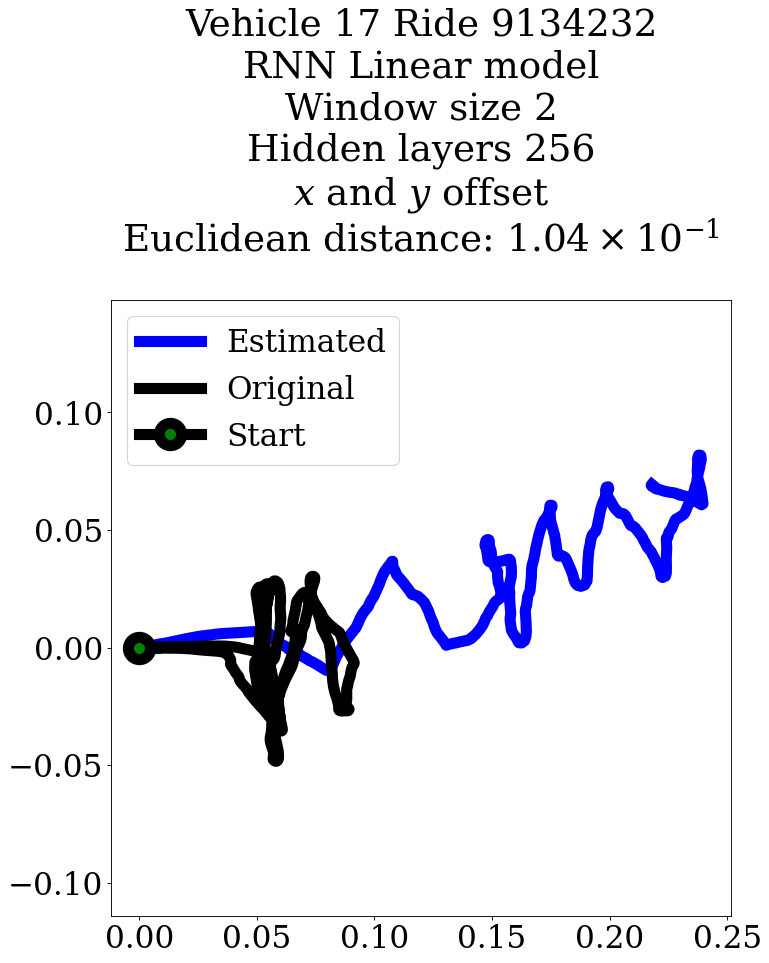 Vehicle 17 Ride 9134232
RNN Linear model
Window size 2
Hidden layers 256
x and y offset
Euclidean distance: 1.04 × 10⁻¹
Estimated
Original
Start
0.10
0.05
0.00
−0.05
−0.10
0.00 0.05 0.10 0.15 0.20 0.25